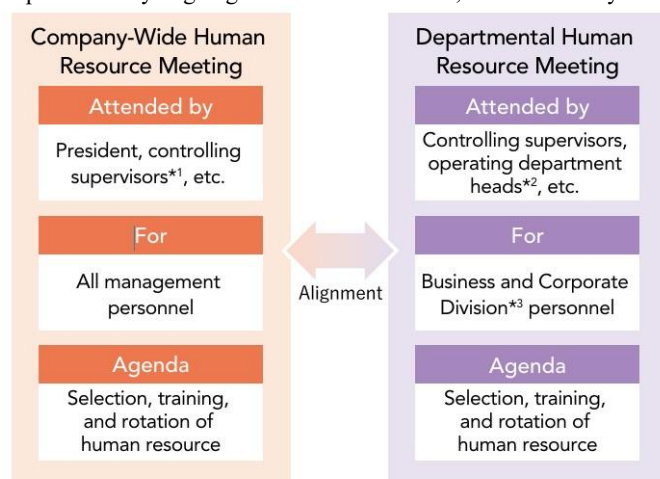 Company-Wide Human
Resource Meeting
Attended by
President, controlling
supervisors*1, etc.
For
All management
personnel
Agenda
Selection, training,
and rotation of
human resource
Alignment
Departmental Human
Resource Meeting
Attended by
Controlling supervisors,
operating department
heads*2, etc.
For
Business and Corporate
Division*3 personnel
Agenda
Selection, training,
and rotation of
human resource